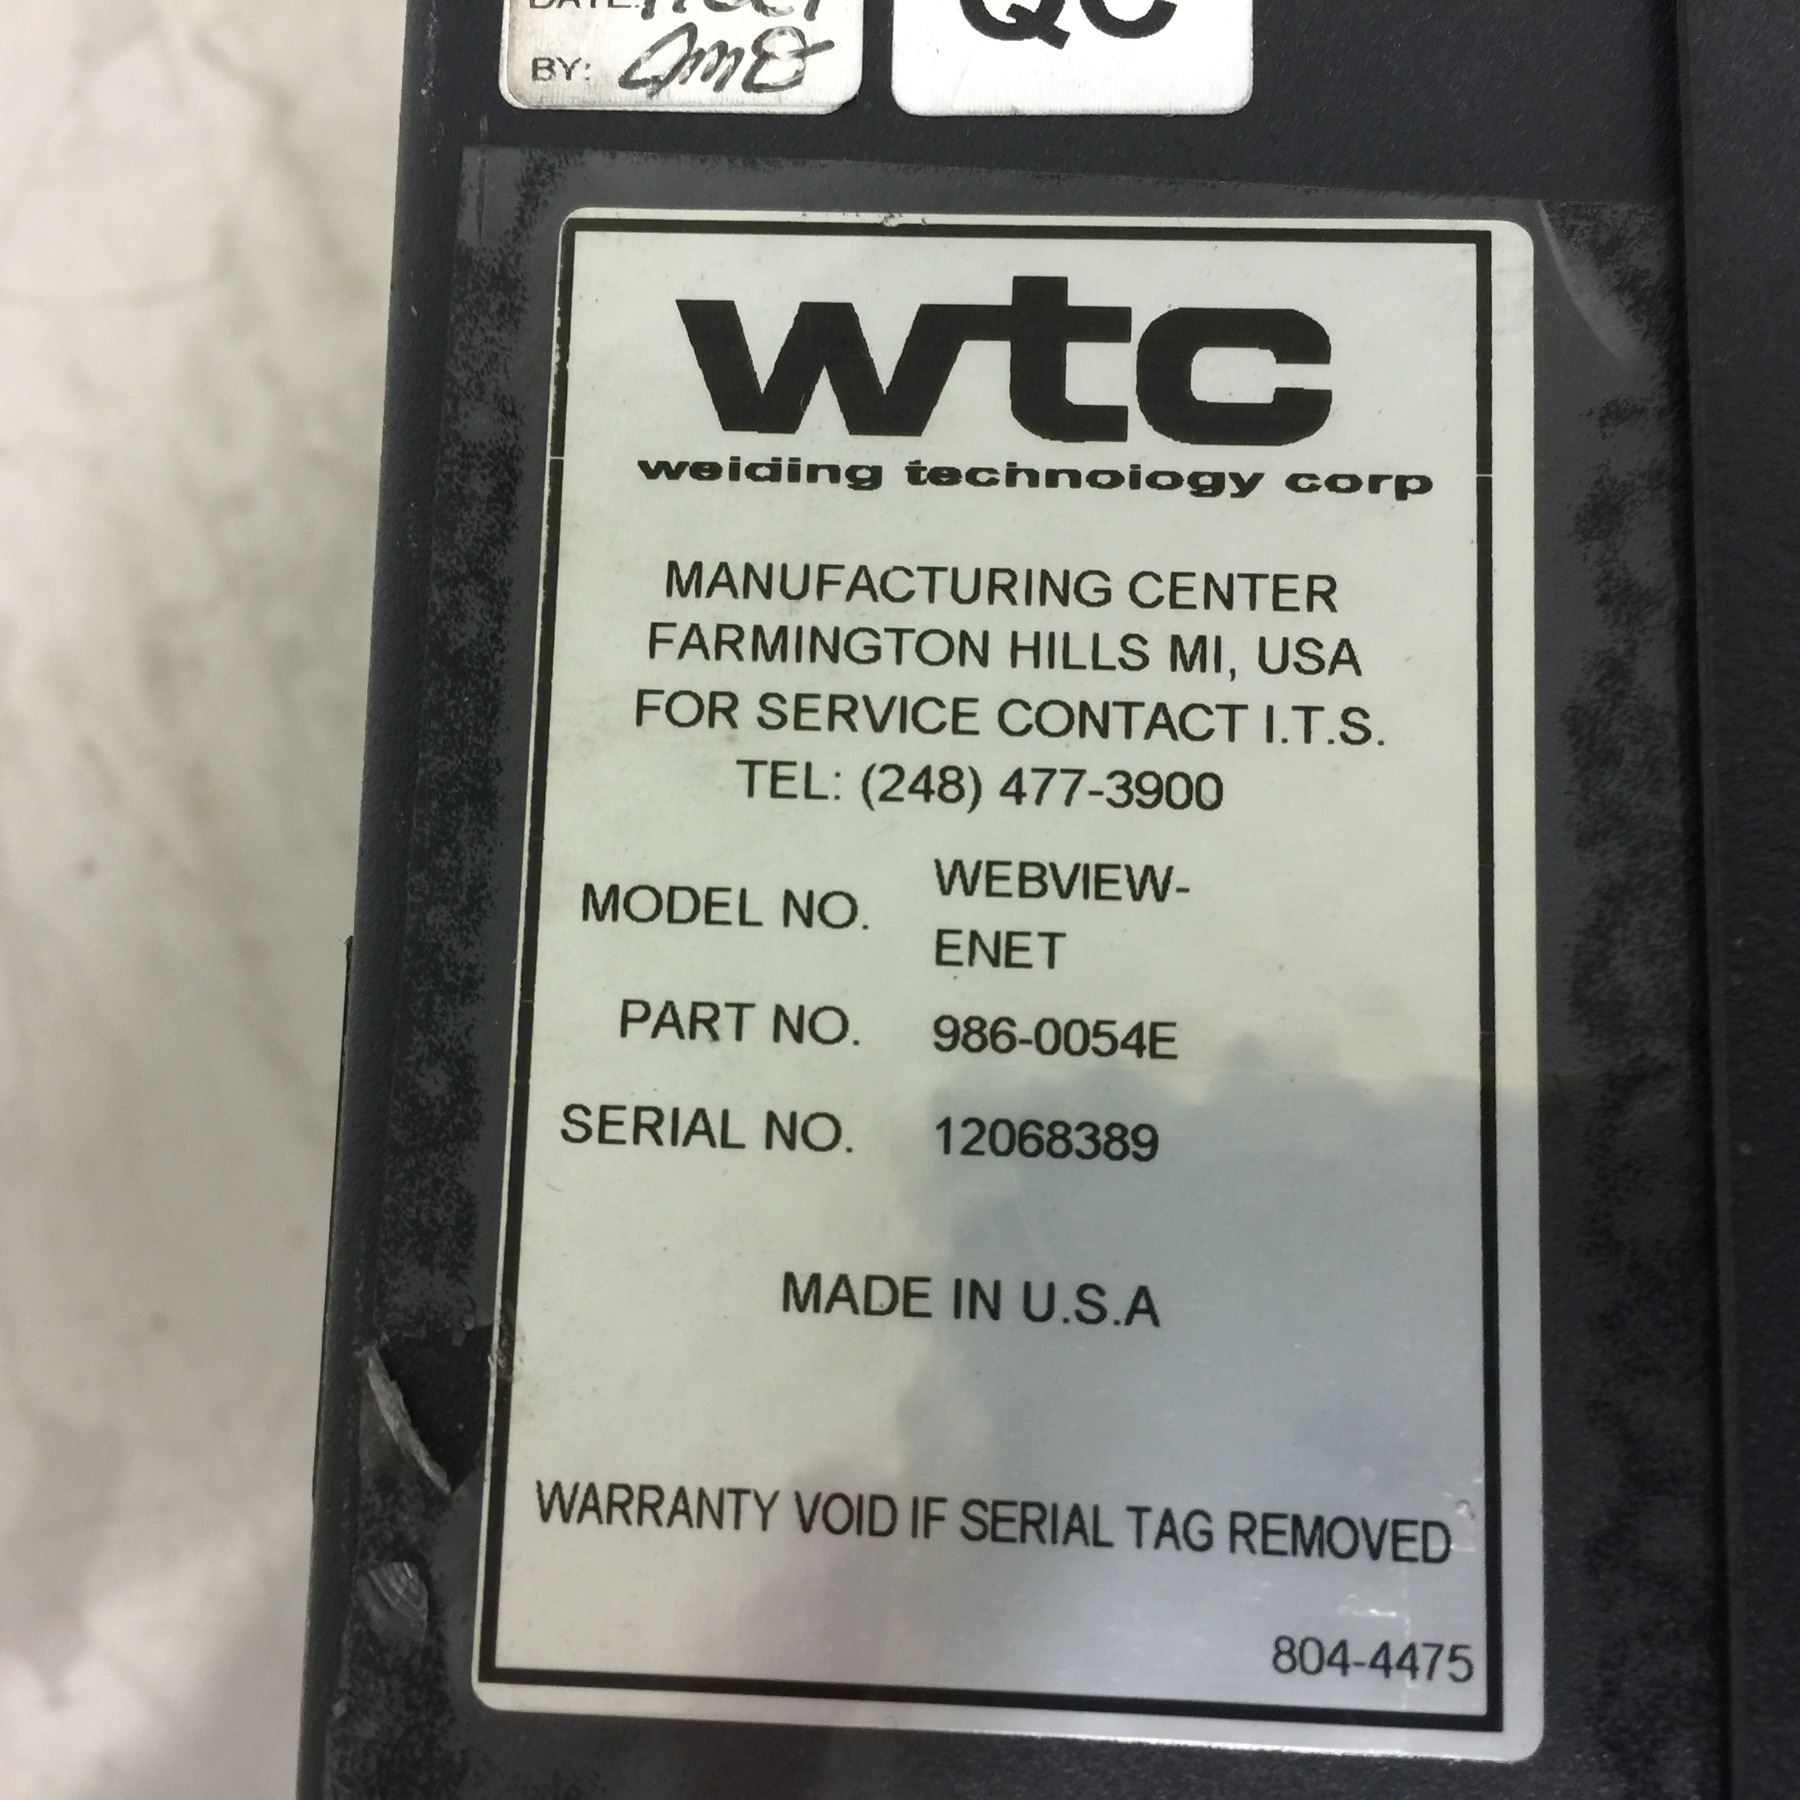 DATE:
BY: JMB
QC
wtc
welding technology corp
MANUFACTURING CENTER
FARMINGTON HILLS MI, USA
FOR SERVICE CONTACT I.T.S.
TEL: (248) 477-3900
MODEL NO. WEBVIEW-
ENET
PART NO. 986-0054E
SERIAL NO. 12068389
MADE IN U.S.A
WARRANTY VOID IF SERIAL TAG REMOVED
804-4475